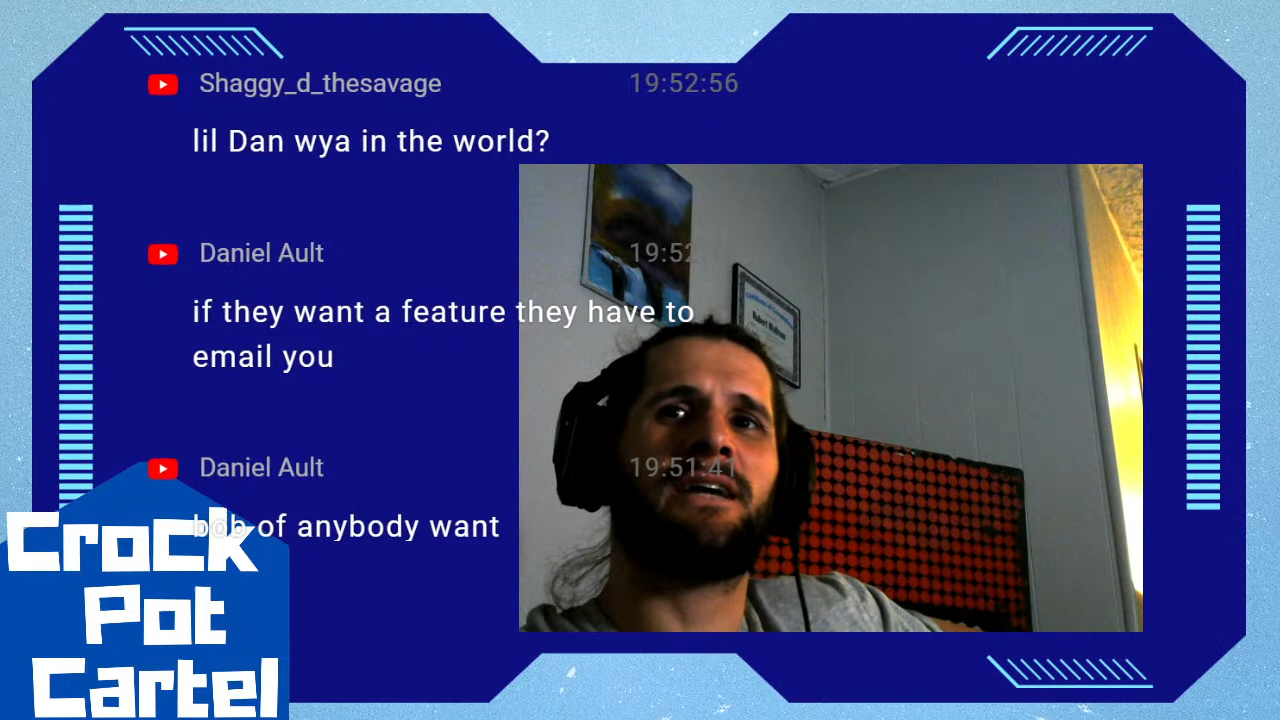 Shaggy_d_thesavage 19:52:56
lil Dan wya in the world?
Daniel Ault 19:52
if they want a feature they have to
email you
Daniel Ault 19:51:41
bob of anybody want
Crock
Pot
Cartel